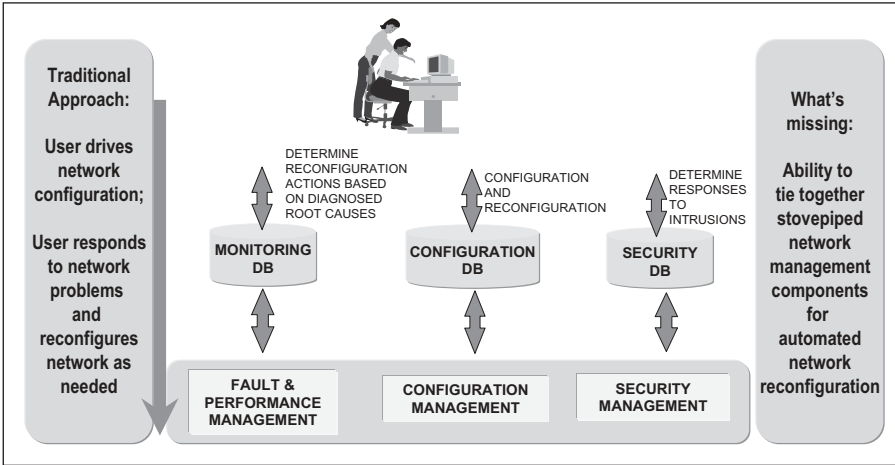 Traditional
Approach:
User drives
network
configuration;
User responds
to network
problems
and
reconfigures
network as
needed
DETERMINE
RECONFIGURATION
ACTIONS BASED
ON DIAGNOSED
ROOT CAUSES
CONFIGURATION
AND
RECONFIGURATION
DETERMINE
RESPONSES
TO
INTRUSIONS
MONITORING
DB
CONFIGURATION
DB
SECURITY
DB
FAULT &
PERFORMANCE
MANAGEMENT
CONFIGURATION
MANAGEMENT
SECURITY
MANAGEMENT
What's
missing:
Ability to
tie together
stovepiped
network
management
components
for
automated
network
reconfiguration